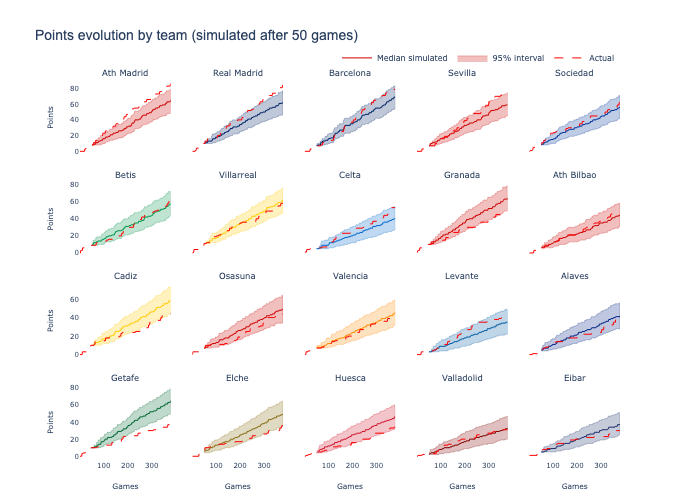 Points evolution by team (simulated after 50 games)
Median simulated 95% interval Actual
Ath Madrid Real Madrid Barcelona Sevilla Sociedad
80
60
40
20
0
Points
Betis Villarreal Celta Granada Ath Bilbao
80
60
40
20
0
Points
Cadiz Osasuna Valencia Levante Alaves
60
40
20
0
Points
Getafe Elche Huesca Valladolid Eibar
80
60
40
20
0
Points
100 200 300 100 200 300 100 200 300 100 200 300 100 200 300
Games Games Games Games Games